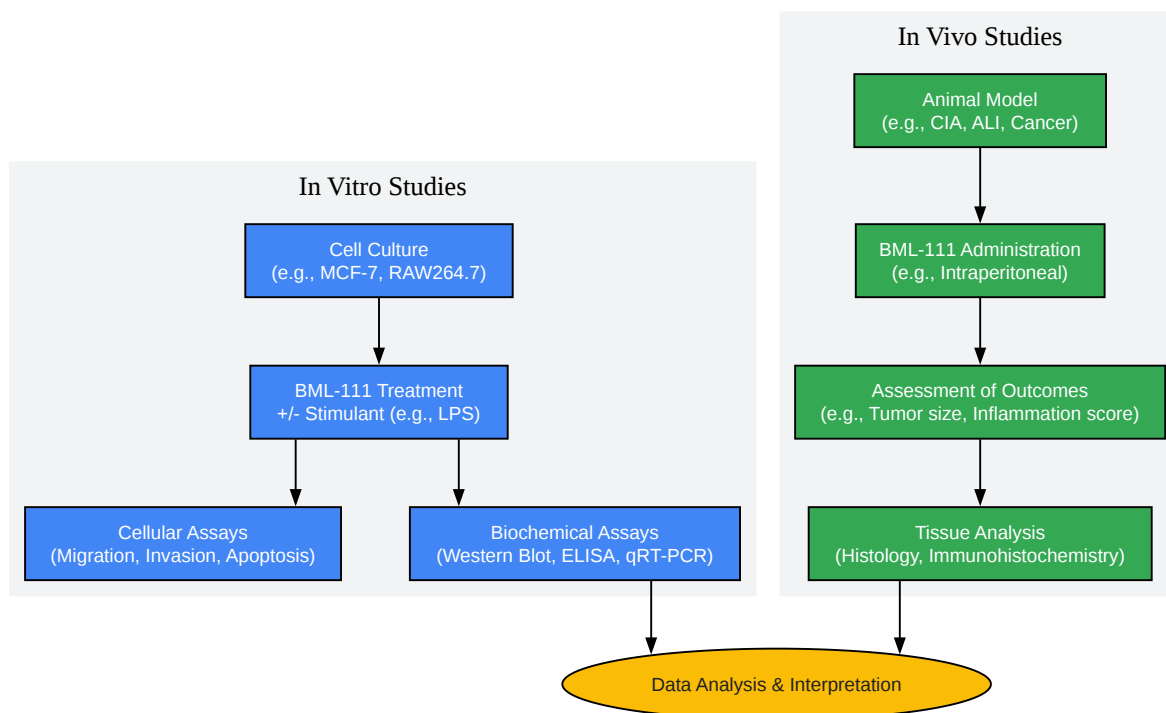 In Vitro Studies
Cell Culture
(e.g., MCF-7, RAW264.7)
BML-111 Treatment
+/- Stimulant (e.g., LPS)
Cellular Assays
(Migration, Invasion, Apoptosis)
Biochemical Assays
(Western Blot, ELISA, qRT-PCR)
In Vivo Studies
Animal Model
(e.g., CIA, ALI, Cancer)
BML-111 Administration
(e.g., Intraperitoneal)
Assessment of Outcomes
(e.g., Tumor size, Inflammation score)
Tissue Analysis
(Histology, Immunohistochemistry)
Data Analysis & Interpretation